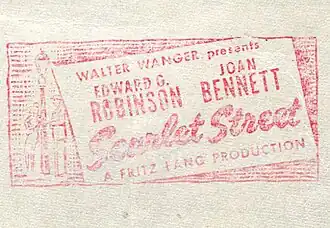 WALTER WANGER presents
EDWARD G. ROBINSON
JOAN BENNETT
Scarlet Street
A FRITZ LANG PRODUCTION